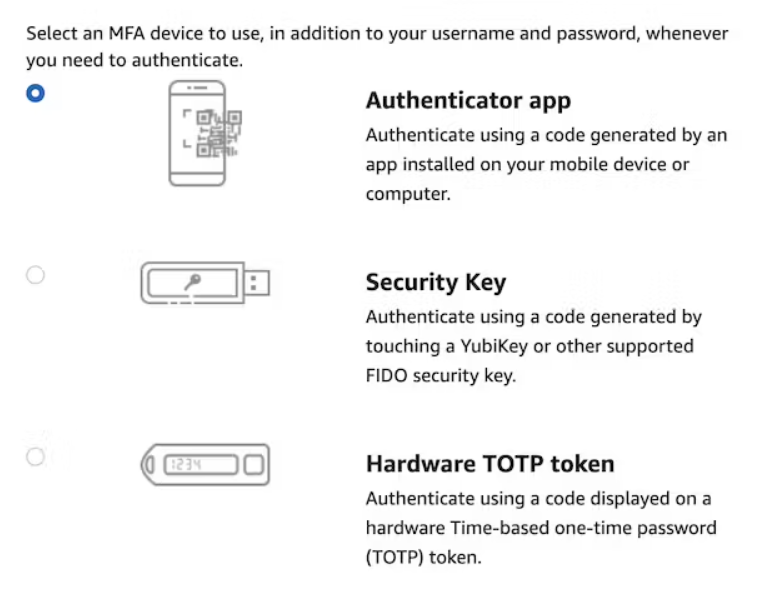 Select an MFA device to use, in addition to your username and password, whenever
you need to authenticate.
Authenticator app
Authenticate using a code generated by an
app installed on your mobile device or
computer.
Security Key
Authenticate using a code generated by
touching a YubiKey or other supported
FIDO security key.
1234
Hardware TOTP token
Authenticate using a code displayed on a
hardware Time-based one-time password
(TOTP) token.